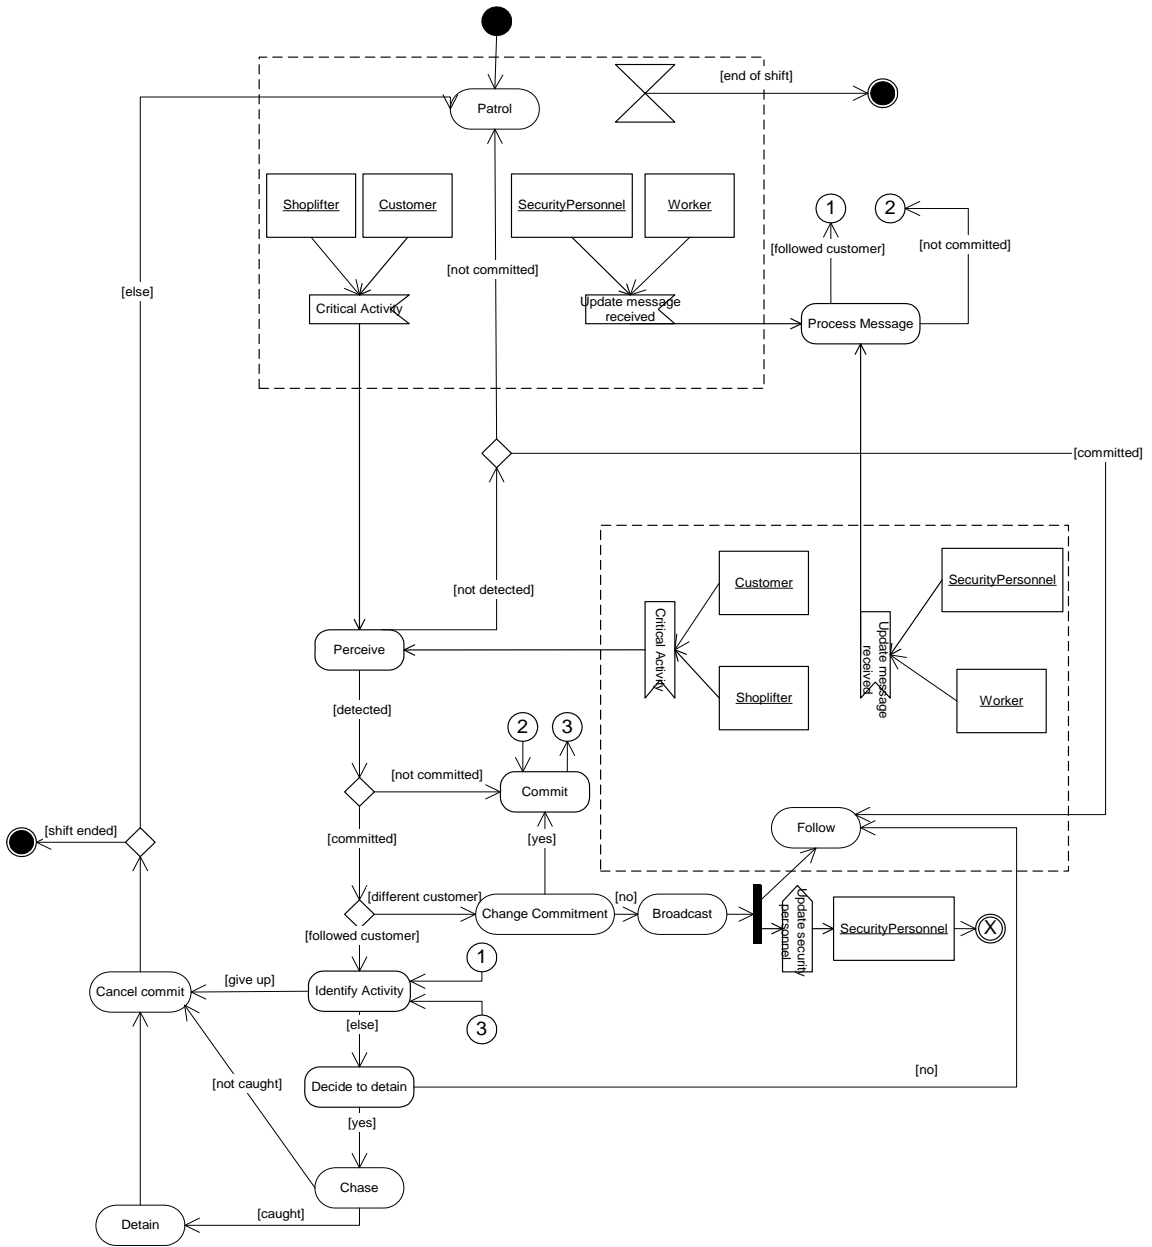 [end of shift]
Patrol
Shoplifter
Customer
SecurityPersonnel
Worker
1
2
[followed customer]
[not committed]
[not committed]
[else]
Critical Activity
Update message
received
Process Message
[committed]
[not detected]
Customer
SecurityPersonnel
Critical Activity
Update message
received
Perceive
Shoplifter
Worker
[detected]
2
3
[not committed]
Commit
[shift ended]
[committed]
[yes]
Follow
[different customer]
[no]
Change Commitment
Broadcast
Update security
personnel
SecurityPersonnel
X
[followed customer]
1
[give up]
Cancel commit
Identify Activity
3
[else]
[no]
[not caught]
Decide to detain
[yes]
Chase
[caught]
Detain